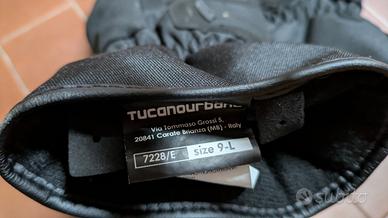 TUCANOURBANO
Via Tommaso Grossi 5,
20841 Carate Brianza (MB) - Italy
7228/E
size 9-L
subito